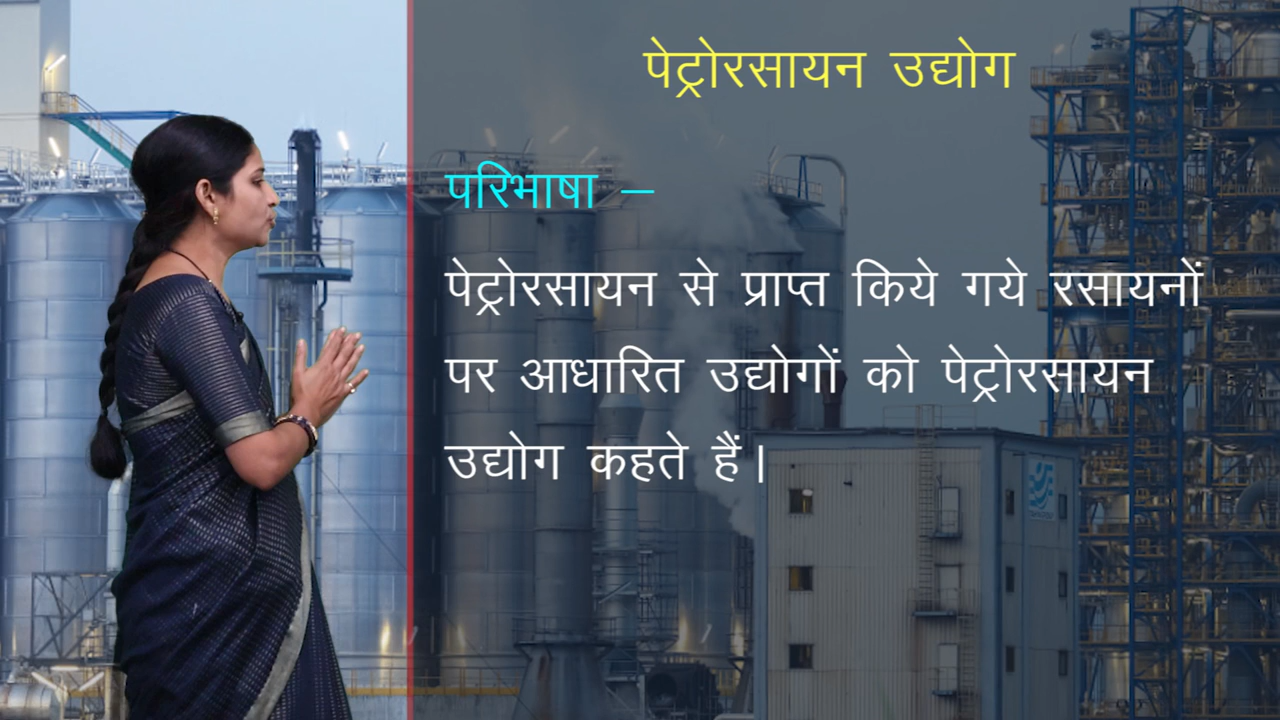 पेट्रोरसायन उद्योग
परिभाषा –
पेट्रोरसायन से प्राप्त किये गये रसायनों
पर आधारित उद्योगों को पेट्रोरसायन
उद्योग कहते हैं|